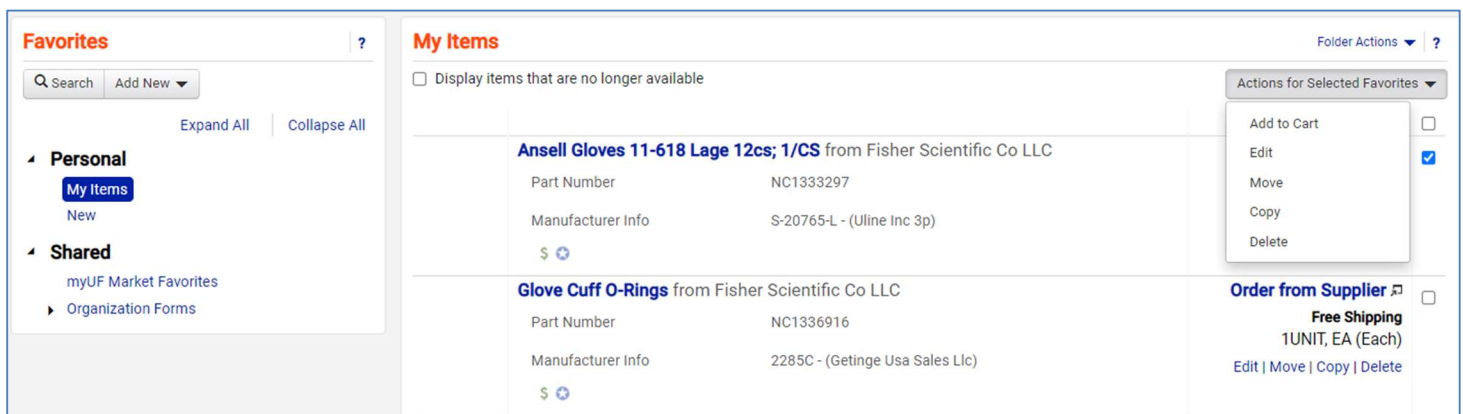 Favorites
?
Search
Add New
Expand All
Collapse All
Personal
My Items
New
Shared
myUF Market Favorites
Organization Forms
My Items
Folder Actions
?
Display items that are no longer available
Actions for Selected Favorites
Add to Cart
Edit
Move
Copy
Delete
Ansell Gloves 11-618 Lage 12cs; 1/CS from Fisher Scientific Co LLC
Part Number NC1333297
Manufacturer Info S-20765-L - (Uline Inc 3p)
$
Glove Cuff O-Rings from Fisher Scientific Co LLC
Order from Supplier
Part Number NC1336916
Free Shipping
1UNIT, EA (Each)
Manufacturer Info 2285C - (Getinge Usa Sales Llc)
Edit | Move | Copy | Delete
$